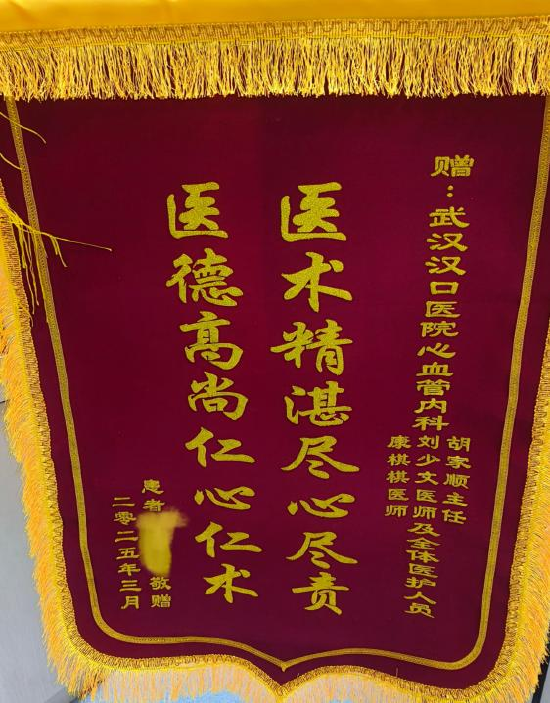 赠：武汉汉口医院心血管内科
胡家顺主任
刘少文医师及全体医护人员
康棋棋医师
医术精湛尽心尽责
医德高尚仁心仁术
患者
敬赠
二零二五年三月